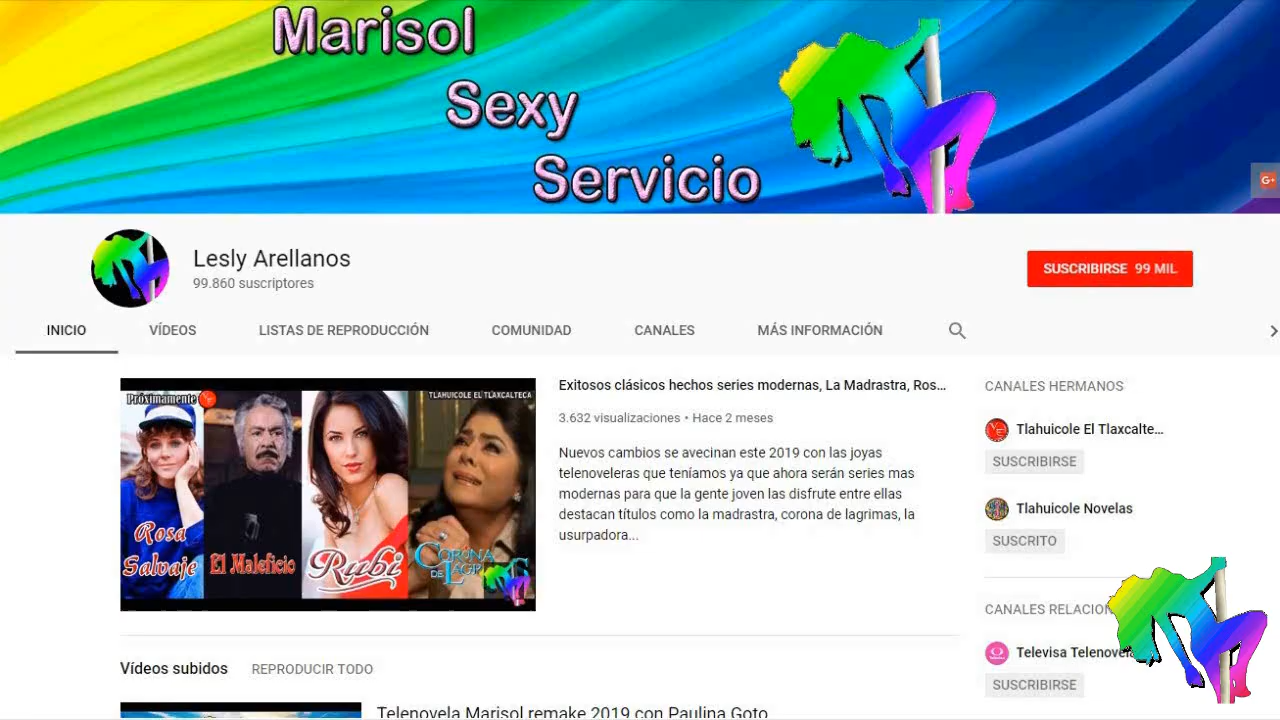 Marisol
Sexy
Servicio
G+
Lesly Arellanos
99.860 suscriptores
SUSCRIBIRSE 99 MIL
INICIO
VÍDEOS
LISTAS DE REPRODUCCIÓN
COMUNIDAD
CANALES
MÁS INFORMACIÓN
Próximamente
TLAHUICOLE EL TLAXCALTECA
Rosa
Salvaje
El Maleficio
Rubi
CORONA
DE LAGR
Exitosos clásicos hechos series modernas, La Madrastra, Ros...
3.632 visualizaciones • Hace 2 meses
Nuevos cambios se avecinan este 2019 con las joyas
telenoveleras que teníamos ya que ahora serán series mas
modernas para que la gente joven las disfrute entre ellas
destacan títulos como la madrastra, corona de lagrimas, la
usurpadora...
CANALES HERMANOS
Tlahuicole El Tlaxcalte...
SUSCRIBIRSE
Tlahuicole Novelas
SUSCRITO
CANALES RELACION
Televisa Telenovela
SUSCRIBIRSE
Vídeos subidos
REPRODUCIR TODO
Telenovela Marisol remake 2019 con Paulina Goto